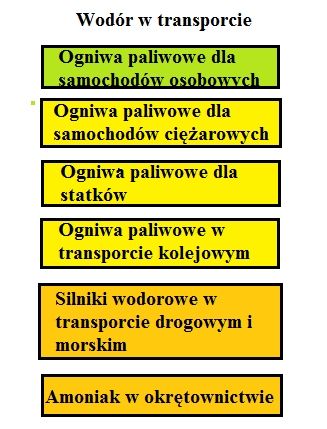 Wodór w transporcie
Ogniwa paliwowe dla
samochodów osobowych
Ogniwa paliwowe dla
samochodów ciężarowych
Ogniwa paliwowe dla
statków
Ogniwa paliwowe w
transporcie kolejowym
Silniki wodorowe w
transporcie drogowym i
morskim
Amoniak w okrętownictwie